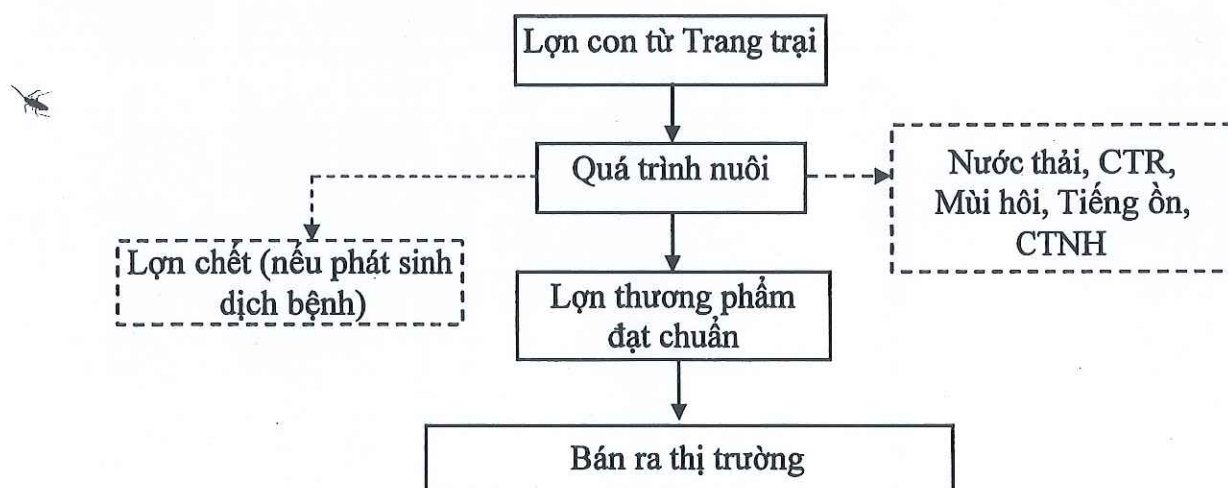 Lợn con từ Trang trại
Quá trình nuôi
Nước thải, CTR,
Mùi hôi, Tiếng ồn,
CTNH
Lợn chết (nếu phát sinh
dịch bệnh)
Lợn thương phẩm
đạt chuẩn
Bán ra thị trường